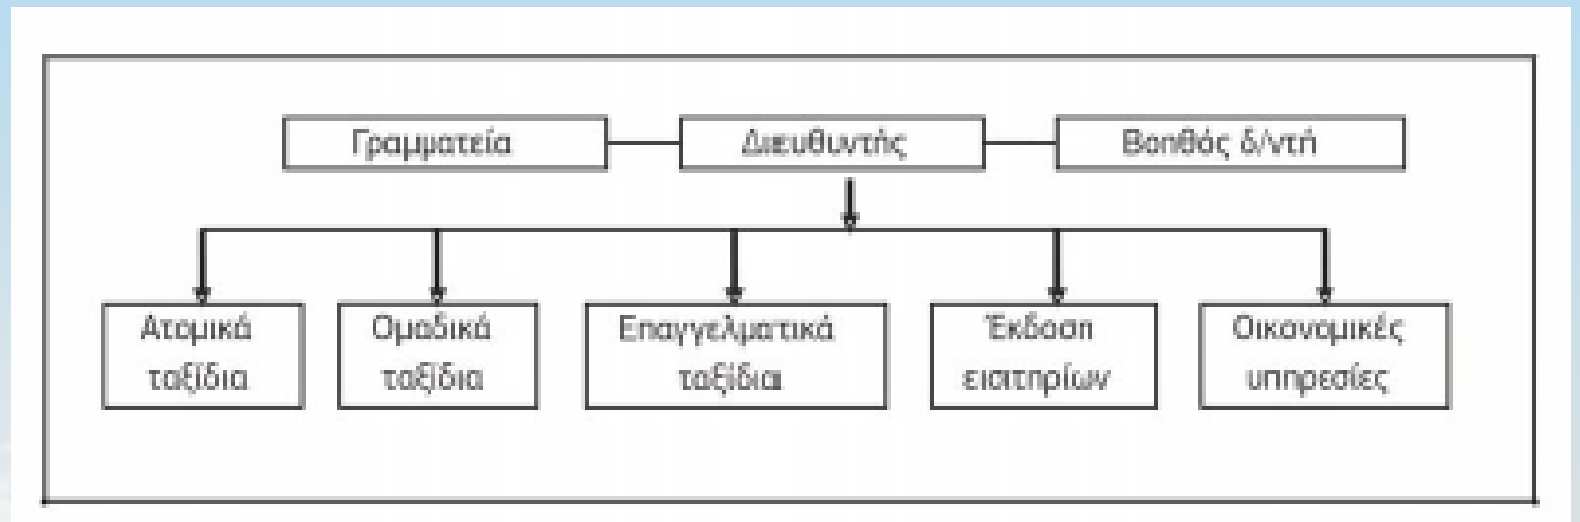 Γραμματεία
Διευθυντής
Βοηθός δ/ντή
Ατομικά
ταξίδια
Ομαδικά
ταξίδια
Επαγγελματικά
ταξίδια
Έκδοση
εισιτηρίων
Οικονομικές
υπηρεσίες